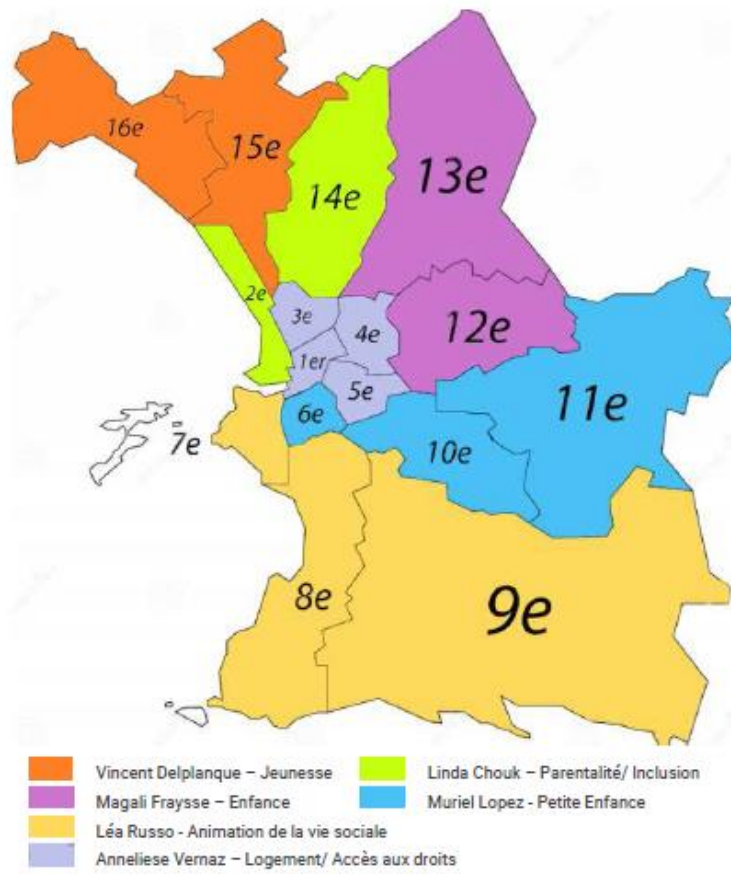 16e
15e
14e
13e
2e
3e
4e
12e
1er
5e
11e
6e
7e
10e
8e
9e
Vincent Delplanque – Jeunesse
Linda Chouk – Parentalité/ Inclusion
Magali Fraysse – Enfance
Muriel Lopez - Petite Enfance
Léa Russo - Animation de la vie sociale
Anneliese Vernaz – Logement/ Accès aux droits